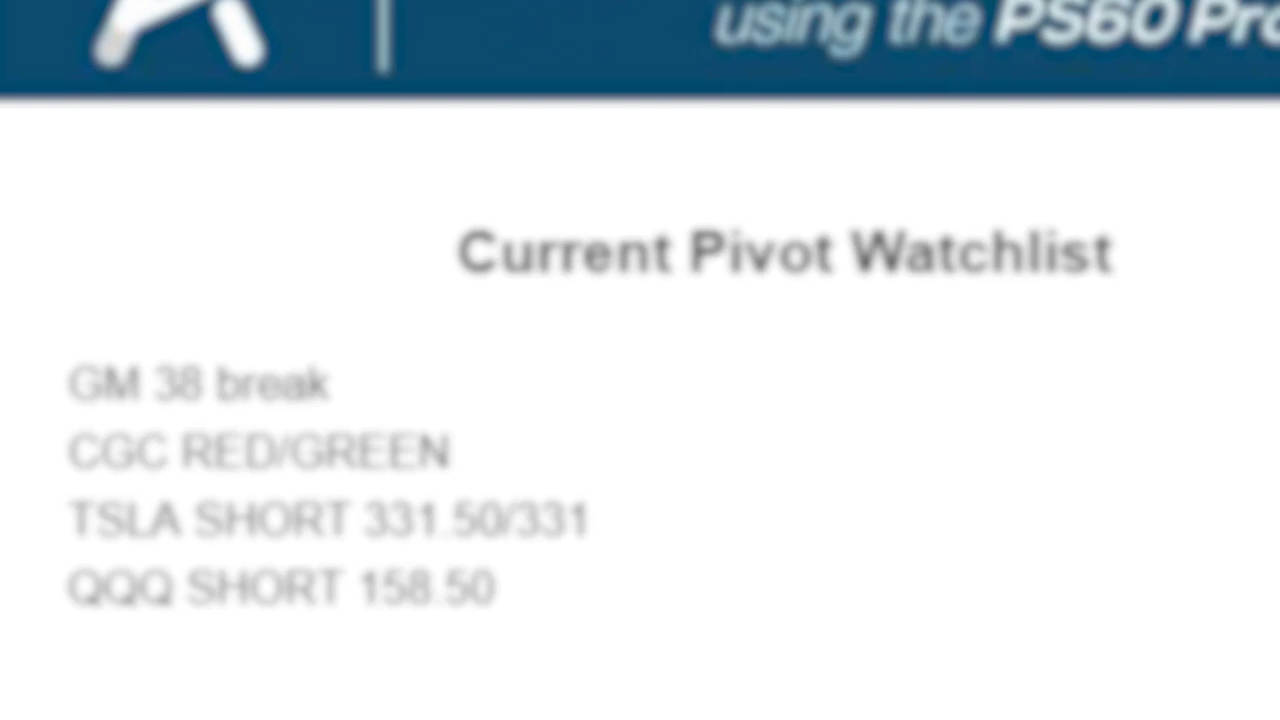 using the PS60 Pro
Current Pivot Watchlist
GM 38 break
CGC RED/GREEN
TSLA SHORT 331.50/331
QQQ SHORT 158.50